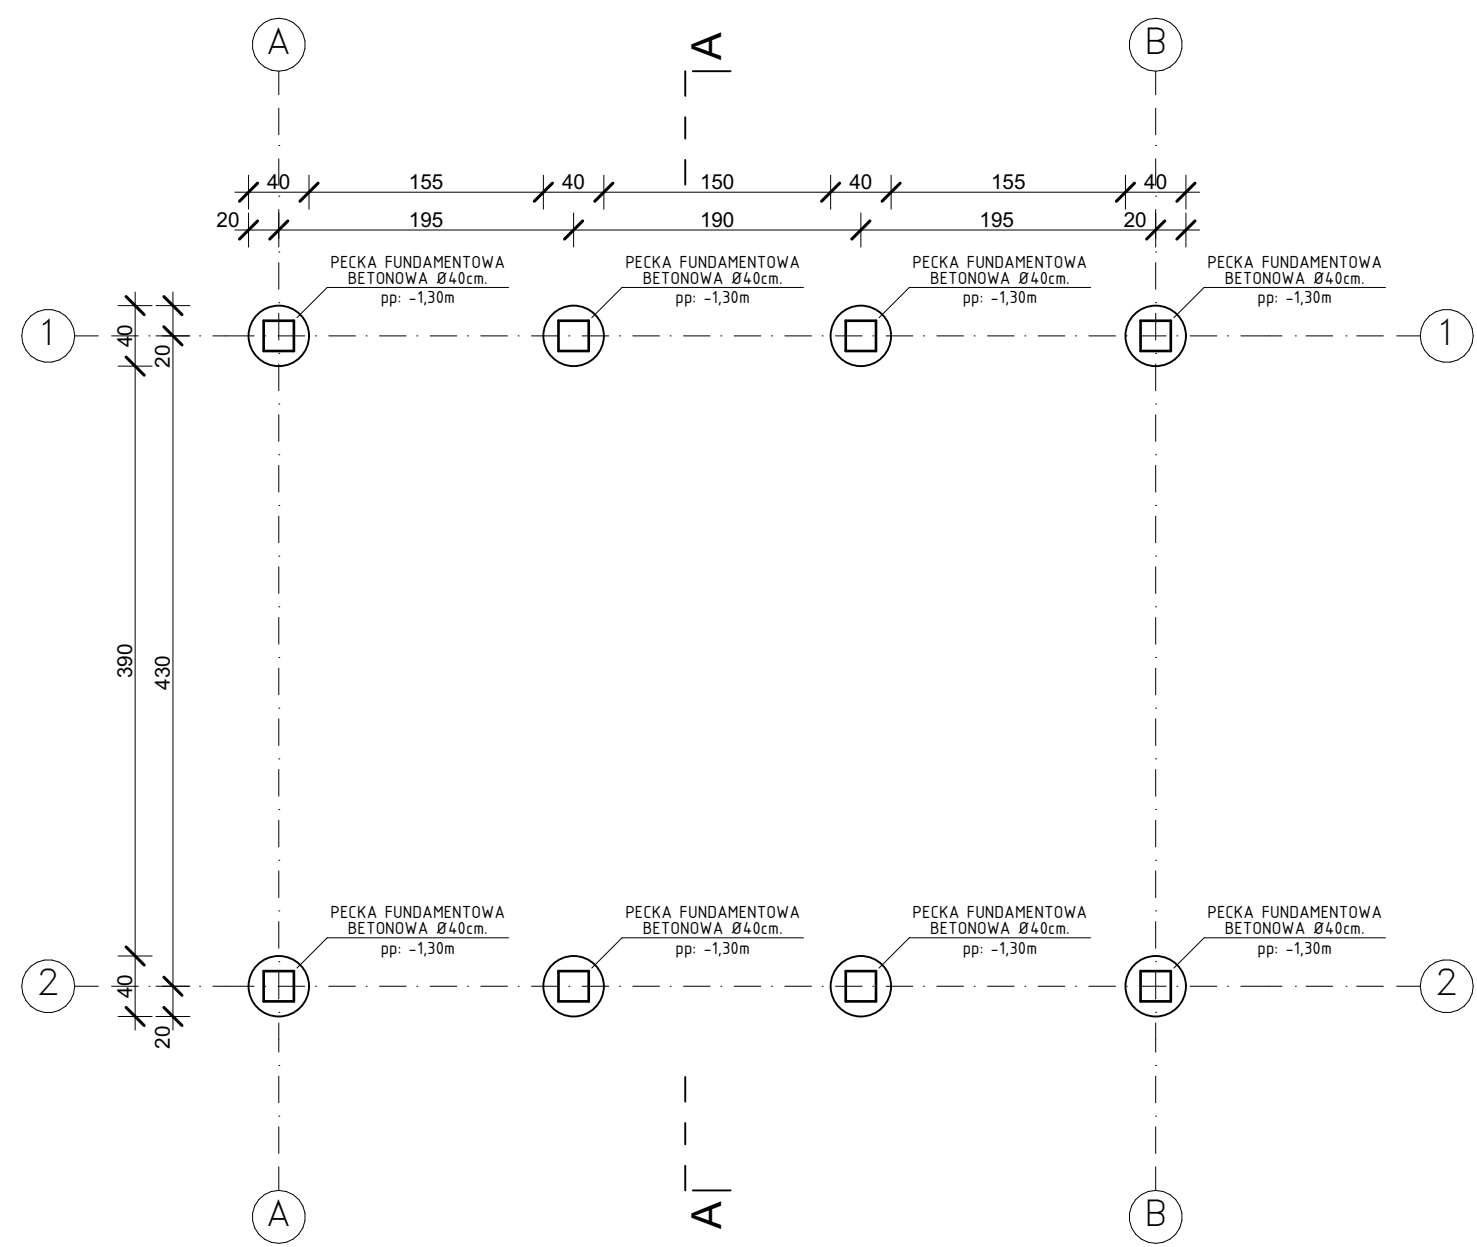 A
A
B
40 155 40 150 40 155 40
20 195 190 195 20
PECKA FUNDAMENTOWA
BETONOWA Ø40cm.
pp: -1,30m
PECKA FUNDAMENTOWA
BETONOWA Ø40cm.
pp: -1,30m
PECKA FUNDAMENTOWA
BETONOWA Ø40cm.
pp: -1,30m
PECKA FUNDAMENTOWA
BETONOWA Ø40cm.
pp: -1,30m
1
40
20
1
390
430
PECKA FUNDAMENTOWA
BETONOWA Ø40cm.
pp: -1,30m
PECKA FUNDAMENTOWA
BETONOWA Ø40cm.
pp: -1,30m
PECKA FUNDAMENTOWA
BETONOWA Ø40cm.
pp: -1,30m
PECKA FUNDAMENTOWA
BETONOWA Ø40cm.
pp: -1,30m
2
40
20
2
A
A
B